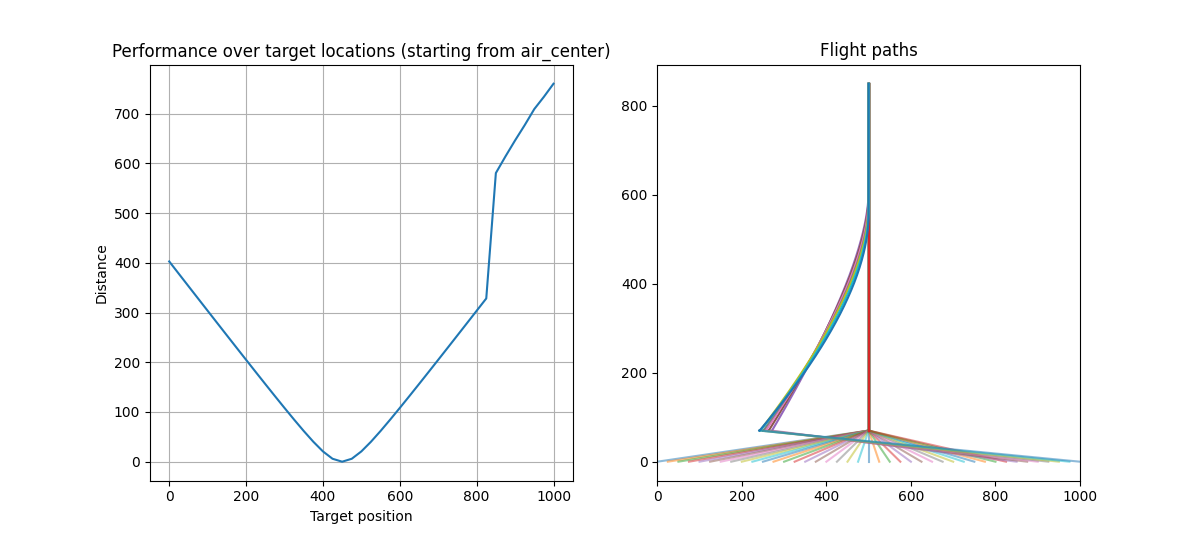 Performance over target locations (starting from air_center)
Distance
700
600
500
400
300
200
100
0
0 200 400 600 800 1000
Target position
Flight paths
800
600
400
200
0
0 200 400 600 800 1000